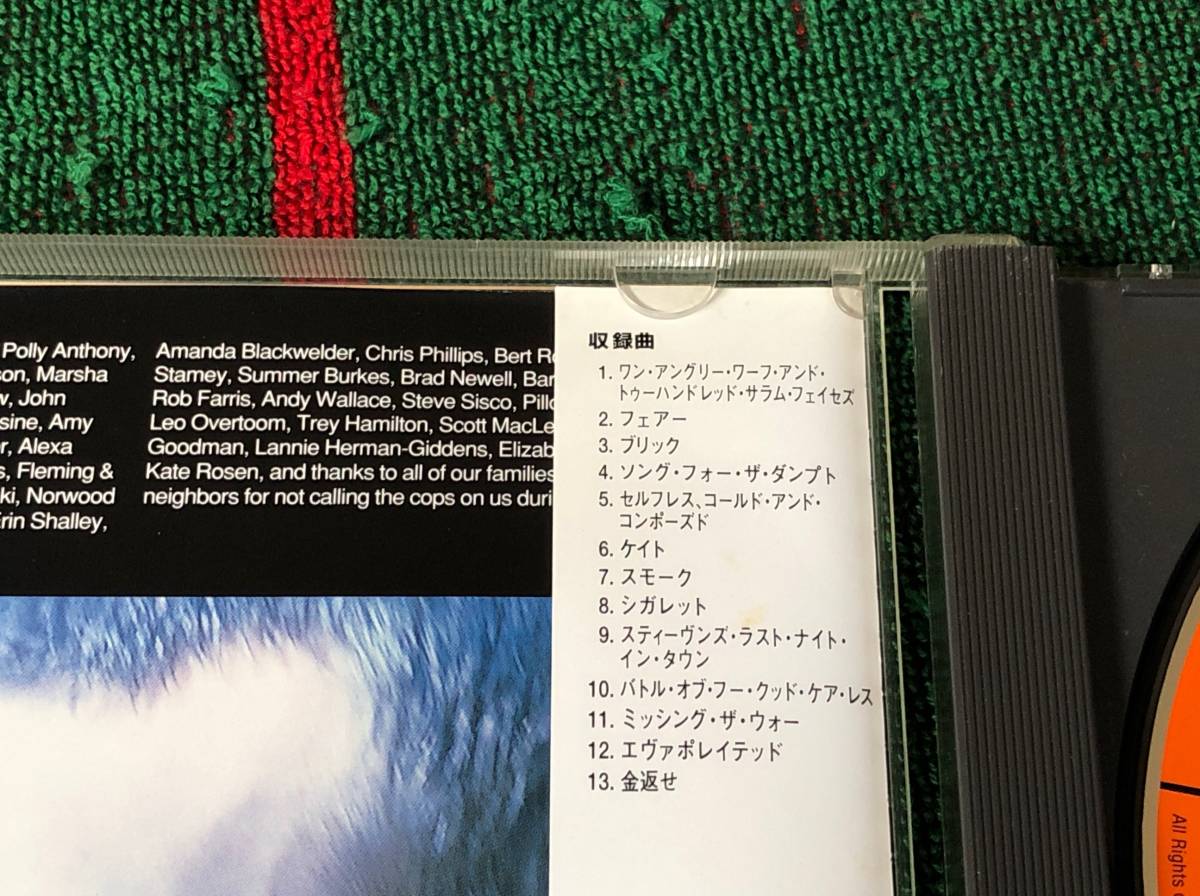 Polly Anthony,
son, Marsha
w, John
sine, Amy
r, Alexa
s, Fleming &
ki, Norwood
Erin Shalley,
Amanda Blackwelder, Chris Phillips, Bert
Stamey, Summer Burkes, Brad Newell,
Rob Farris, Andy Wallace, Steve Sisco,
Leo Overtoom, Trey Hamilton, Scott
Goodman, Lannie Herman-Giddens,
Kate Rosen, and thanks to all of our families
neighbors for not calling the cops on us
収録曲
1. ワン・アングリー・ワーフ・アンド・
トゥーハンドレッド・サラム・フェイセズ
2. フェアー
3. ブリック
4. ソング・フォー・ザ・ダンプト
5. セルフレス、コールド・アンド・
コンポーズド
6. ケイト
7. スモーク
8. シガレット
9. スティーヴンズ・ラスト・ナイト・
イン・タウン
10. バトル・オブ・フー・クッド・ケア・レス
11. ミッシング・ザ・ウォー
12. エヴァポレイテッド
13. 金返せ
All Rights